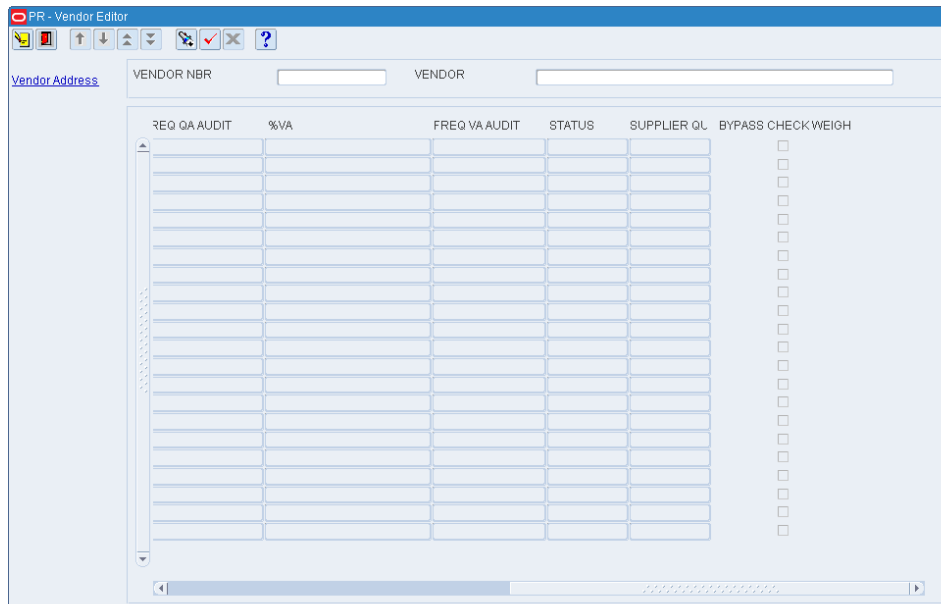 PR - Vendor Editor
?
Vendor Address
VENDOR NBR VENDOR
REQ QA AUDIT %VA FREQ VA AUDIT STATUS SUPPLIER QU BYPASS CHECK WEIGH